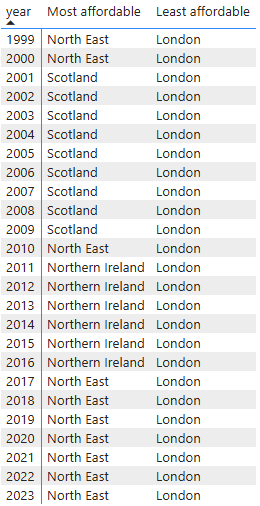 year Most affordable Least affordable
1999 North East London
2000 North East London
2001 Scotland London
2002 Scotland London
2003 Scotland London
2004 Scotland London
2005 Scotland London
2006 Scotland London
2007 Scotland London
2008 Scotland London
2009 Scotland London
2010 North East London
2011 Northern Ireland London
2012 Northern Ireland London
2013 Northern Ireland London
2014 Northern Ireland London
2015 Northern Ireland London
2016 Northern Ireland London
2017 North East London
2018 North East London
2019 North East London
2020 North East London
2021 North East London
2022 North East London
2023 North East London